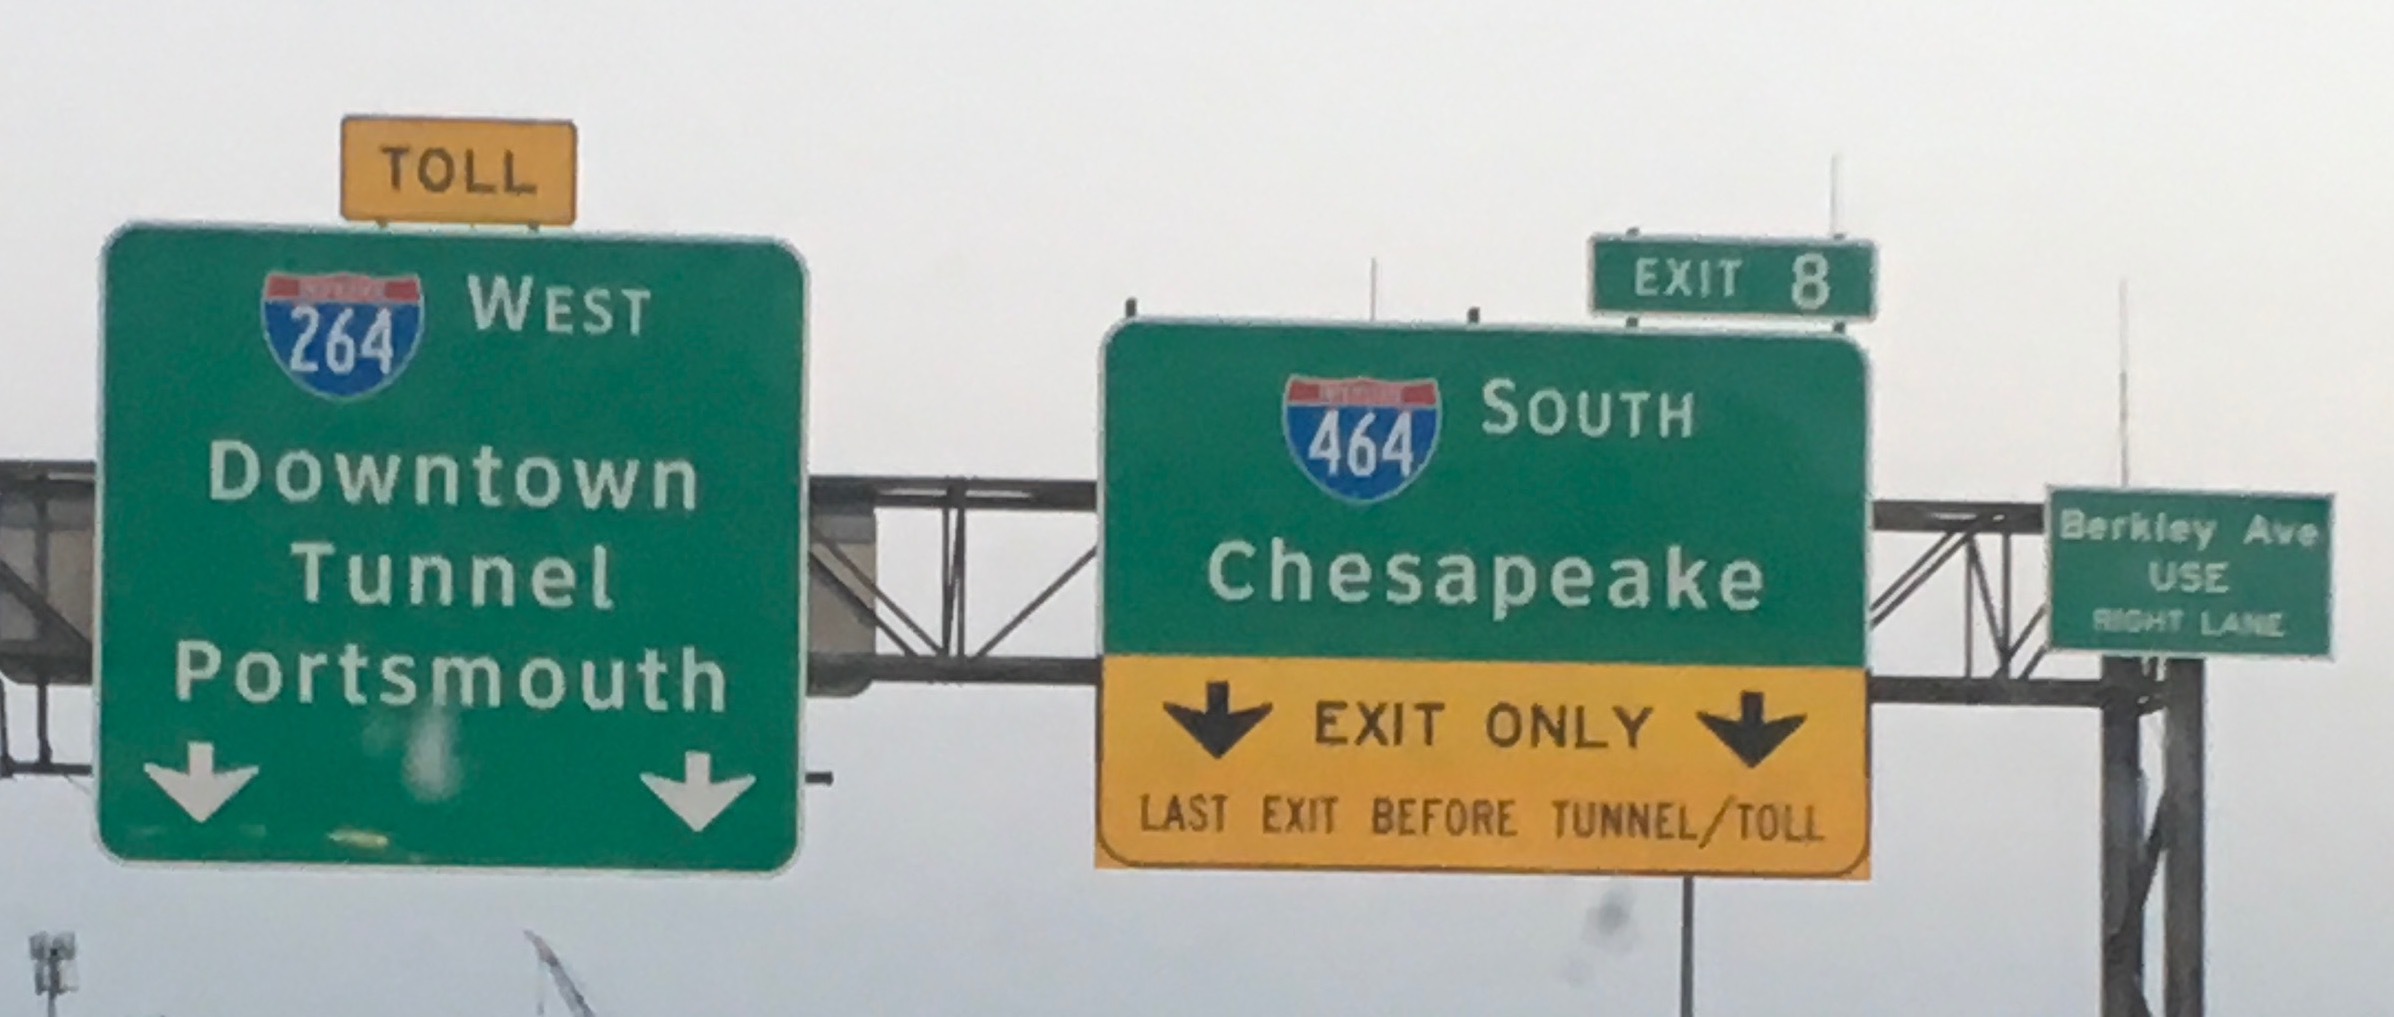 TOLL
264 WEST
Downtown
Tunnel
Portsmouth
EXIT 8
464 SOUTH
Chesapeake
EXIT ONLY
LAST EXIT BEFORE TUNNEL/TOLL
Berkley Ave
USE
RIGHT LANE